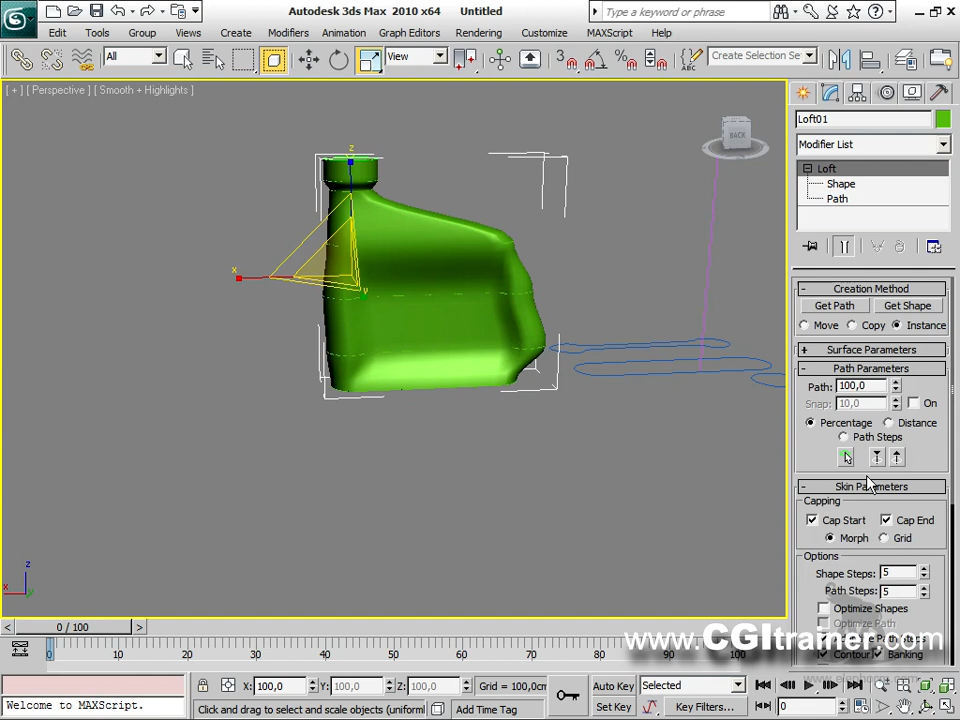 Autodesk 3ds Max 2010 x64 Untitled
Type a keyword or phrase
Edit Tools Group Views Create Modifiers Animation Graph Editors Rendering Customize MAXScript Help
All View 3 Create Selection Se
[ + ] [ Perspective ] [ Smooth + Highlights ]
BACK
Loft01
Modifier List
Loft
Shape
Path
z
x
y
Creation Method
Get Path Get Shape
Move Copy Instance
Surface Parameters
Path Parameters
Path: 100,0
Snap: 10,0 On
Percentage Distance
Path Steps
Skin Parameters
Capping
Cap Start Cap End
Morph Grid
Options
Shape Steps: 5
Path Steps: 5
Optimize Shapes
Optimize Path
Path Steps
Contour Banking
z
x
y
0 / 100
0 10 20 30 40 50 60 70 80 90 100
www.CGItrainer.com
X: 100,0 Y: 100,0 Z: 100,0 Grid = 100,0cm
Auto Key Selected
Set Key Key Filters... 0
Welcome to MAXScript.
Click and drag to select and scale objects (uniform
Add Time Tag